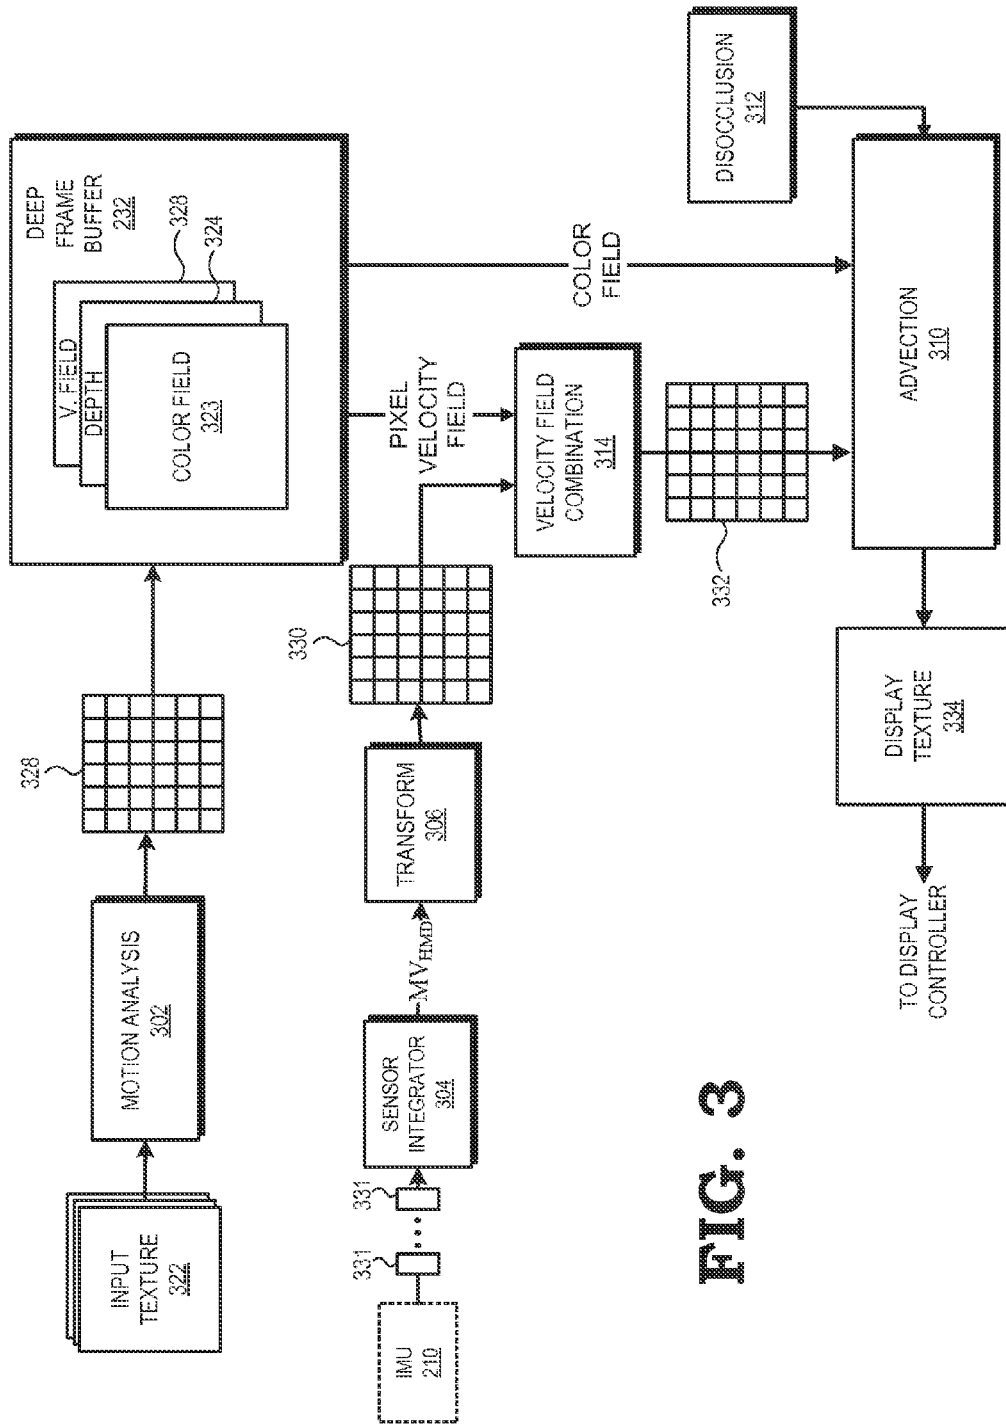 INPUT
TEXTURE
322
MOTION ANALYSIS
302
328
DEEP
FRAME
BUFFER
232
328
324
V. FIELD
DEPTH
COLOR FIELD
323
IMU
210
331
331
SENSOR
INTEGRATOR
304
MVHMD
TRANSFORM
306
330
PIXEL
VELOCITY
FIELD
COLOR
FIELD
VELOCITY FIELD
COMBINATION
314
332
DISOCCLUSION
312
ADVECTION
310
DISPLAY
TEXTURE
334
TO DISPLAY
CONTROLLER
FIG. 3